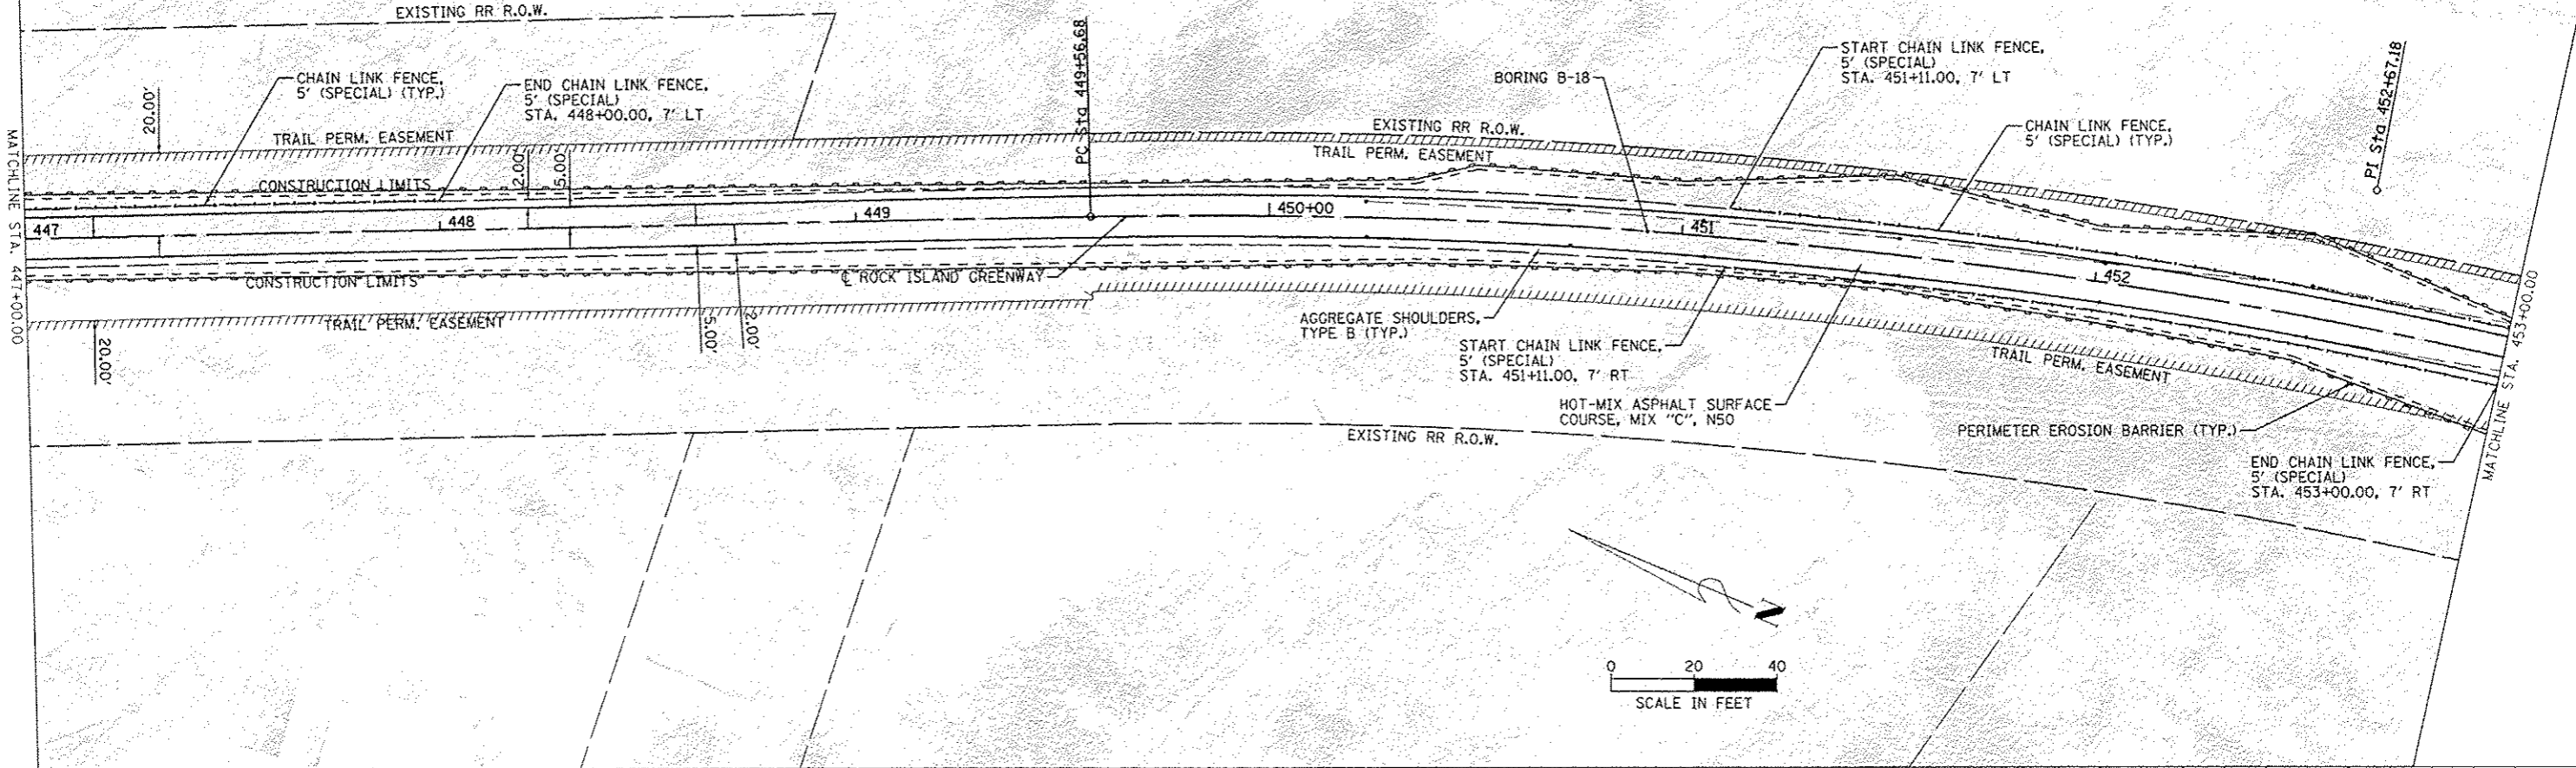 EXISTING RR R.O.W.
PC Sta 449+56.68
START CHAIN LINK FENCE,
5' (SPECIAL)
STA. 451+11.00, 7' LT
PI Sta 452+67.18
CHAIN LINK FENCE,
5' (SPECIAL) (TYP.)
END CHAIN LINK FENCE,
5' (SPECIAL)
STA. 448+00.00, 7' LT
BORING B-18
20.00'
TRAIL PERM. EASEMENT
EXISTING RR R.O.W.
TRAIL PERM. EASEMENT
CHAIN LINK FENCE,
5' (SPECIAL) (TYP.)
MATCHLINE STA. 447+00.00
CONSTRUCTION LIMITS
2.00'
5.00'
447
448
449
450+00
451
452
CONSTRUCTION LIMITS
℄ ROCK ISLAND GREENWAY
TRAIL PERM. EASEMENT
20.00'
5.00'
2.00'
AGGREGATE SHOULDERS,
TYPE B (TYP.)
START CHAIN LINK FENCE,
5' (SPECIAL)
STA. 451+11.00, 7' RT
HOT-MIX ASPHALT SURFACE
COURSE, MIX "C", N50
TRAIL PERM. EASEMENT
MATCHLINE STA. 453+00.00
EXISTING RR R.O.W.
PERIMETER EROSION BARRIER (TYP.)
END CHAIN LINK FENCE,
5' (SPECIAL)
STA. 453+00.00, 7' RT
N
0 20 40
SCALE IN FEET